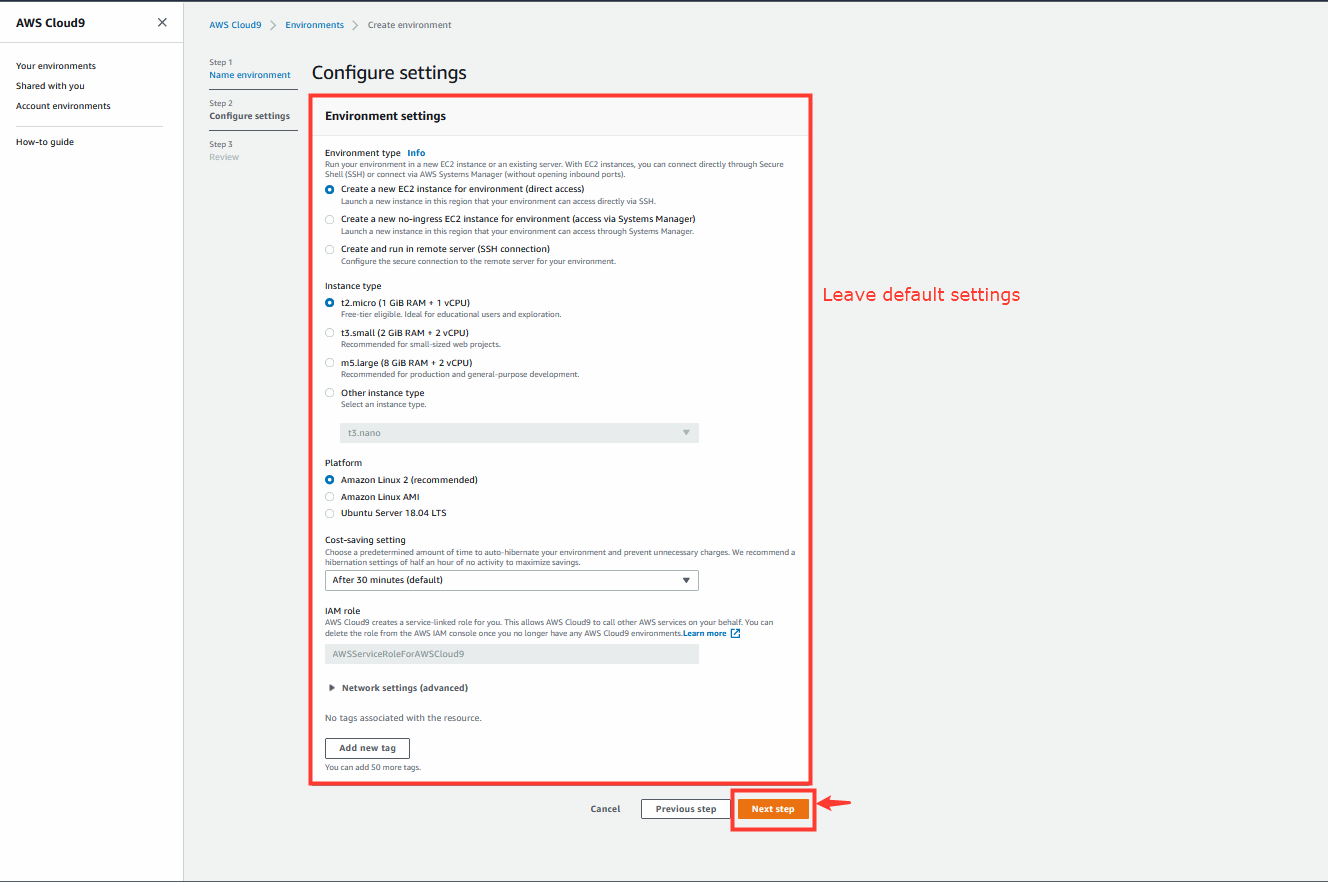 AWS Cloud9
AWS Cloud9 Environments Create environment
Your environments
Shared with you
Account environments
How-to guide
Step 1
Name environment
Step 2
Configure settings
Step 3
Review
Configure settings
Environment settings
Environment type Info
Run your environment in a new EC2 instance or an existing server. With EC2 instances, you can connect directly through Secure
Shell (SSH) or connect via AWS Systems Manager (without opening inbound ports).
Create a new EC2 instance for environment (direct access)
Launch a new instance in this region that your environment can access directly via SSH.
Create a new no-ingress EC2 instance for environment (access via Systems Manager)
Launch a new instance in this region that your environment can access through Systems Manager.
Create and run in remote server (SSH connection)
Configure the secure connection to the remote server for your environment.
Instance type
t2.micro (1 GiB RAM + 1 vCPU)
Free-tier eligible. Ideal for educational users and exploration.
t3.small (2 GiB RAM + 2 vCPU)
Recommended for small-sized web projects.
m5.large (8 GiB RAM + 2 vCPU)
Recommended for production and general-purpose development.
Other instance type
Select an instance type.
t3.nano
Platform
Amazon Linux 2 (recommended)
Amazon Linux AMI
Ubuntu Server 18.04 LTS
Cost-saving setting
Choose a predetermined amount of time to auto-hibernate your environment and prevent unnecessary charges. We recommend a
hibernation settings of half an hour of no activity to maximize savings.
After 30 minutes (default)
IAM role
AWS Cloud9 creates a service-linked role for you. This allows AWS Cloud9 to call other AWS services on your behalf. You can
delete the role from the AWS IAM console once you no longer have any AWS Cloud9 environments.Learn more
AWSServiceRoleForAWSCloud9
Network settings (advanced)
No tags associated with the resource.
Add new tag
You can add 50 more tags.
Cancel Previous step Next step
Leave default settings